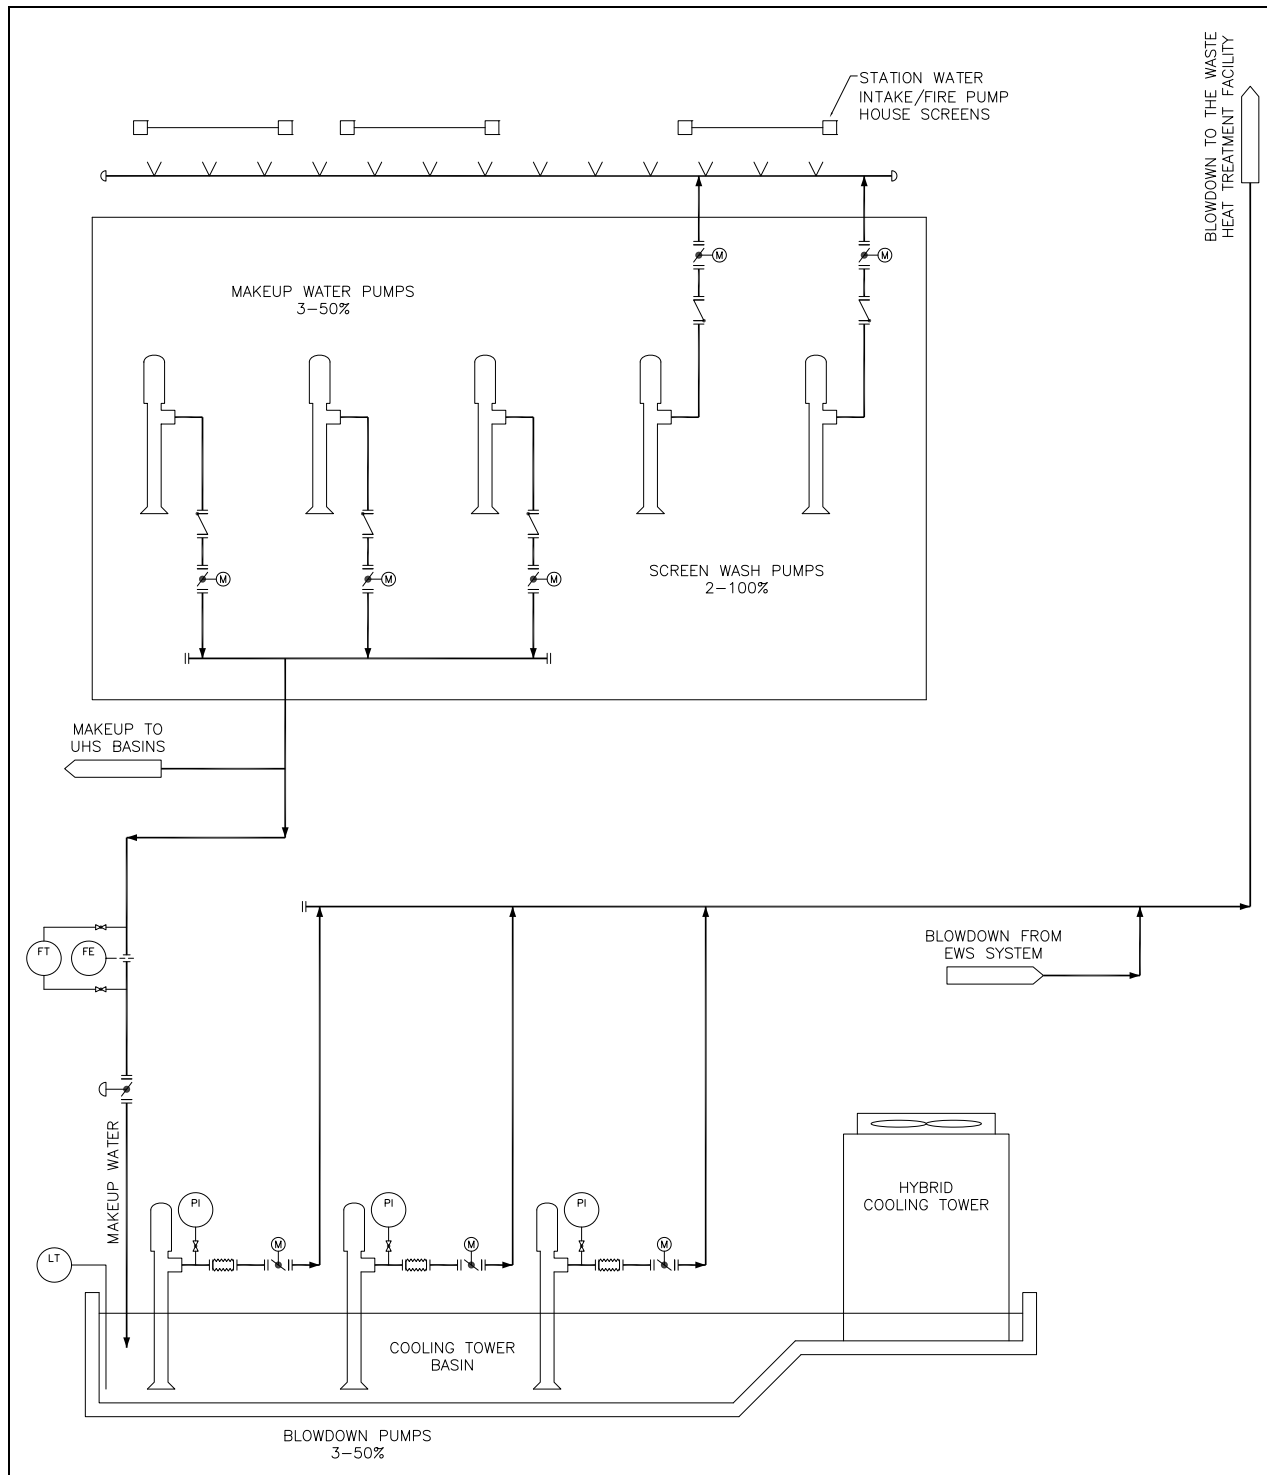 STATION WATER
INTAKE/FIRE PUMP
HOUSE SCREENS
BLOWDOWN TO THE WASTE
HEAT TREATMENT FACILITY
M
M
MAKEUP WATER PUMPS
3-50%
M
M
M
SCREEN WASH PUMPS
2-100%
MAKEUP TO
UHS BASINS
FT
FE
BLOWDOWN FROM
EWS SYSTEM
MAKEUP WATER
PI
PI
PI
HYBRID
COOLING TOWER
M
M
M
LT
COOLING TOWER
BASIN
BLOWDOWN PUMPS
3-50%